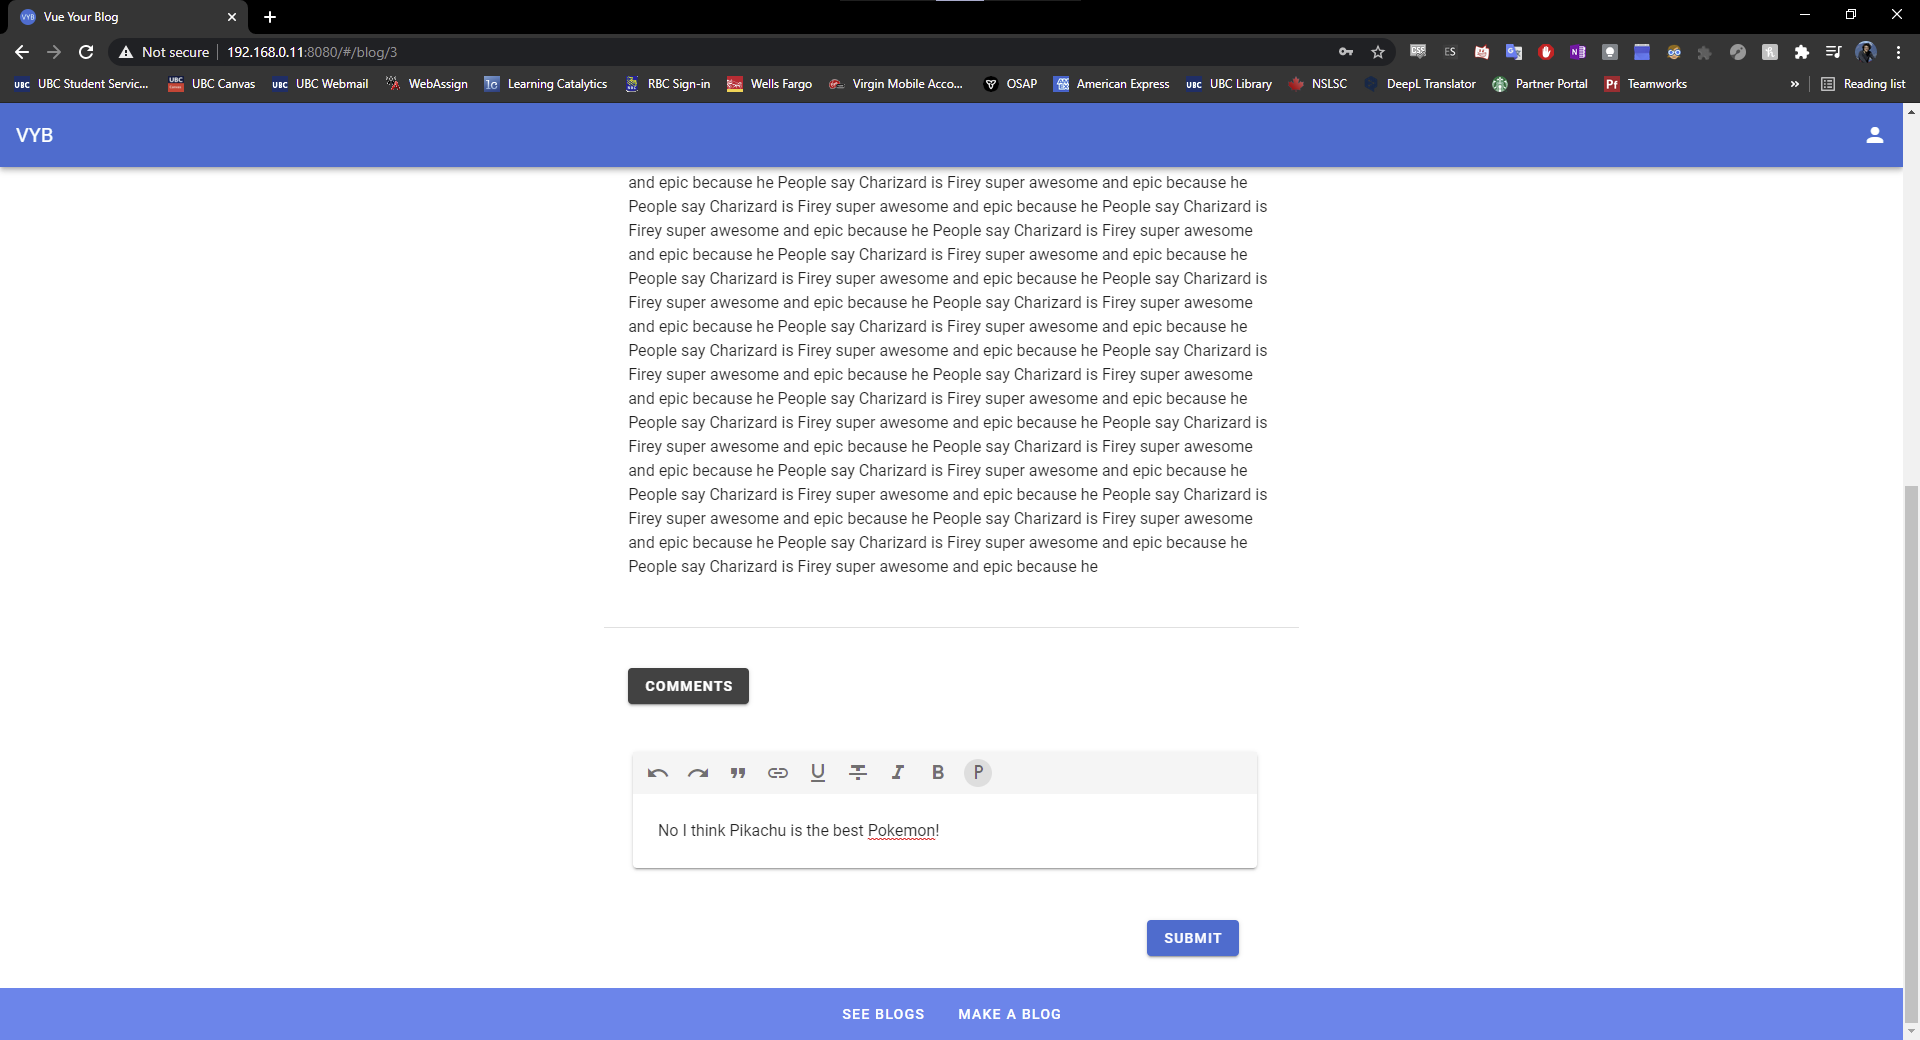 Vue Your Blog
Not secure 192.168.0.11:8080/#/blog/3
UBC Student Servic... UBC Canvas UBC Webmail WebAssign Learning Catalytics RBC Sign-in Wells Fargo Virgin Mobile Acco... OSAP American Express UBC Library NSLSC DeepL Translator Partner Portal Teamworks » Reading list
VYB
and epic because he People say Charizard is Firey super awesome and epic because he
People say Charizard is Firey super awesome and epic because he People say Charizard is
Firey super awesome and epic because he People say Charizard is Firey super awesome
and epic because he People say Charizard is Firey super awesome and epic because he
People say Charizard is Firey super awesome and epic because he People say Charizard is
Firey super awesome and epic because he People say Charizard is Firey super awesome
and epic because he People say Charizard is Firey super awesome and epic because he
People say Charizard is Firey super awesome and epic because he People say Charizard is
Firey super awesome and epic because he People say Charizard is Firey super awesome
and epic because he People say Charizard is Firey super awesome and epic because he
People say Charizard is Firey super awesome and epic because he People say Charizard is
Firey super awesome and epic because he People say Charizard is Firey super awesome
and epic because he People say Charizard is Firey super awesome and epic because he
People say Charizard is Firey super awesome and epic because he People say Charizard is
Firey super awesome and epic because he People say Charizard is Firey super awesome
and epic because he People say Charizard is Firey super awesome and epic because he
People say Charizard is Firey super awesome and epic because he
COMMENTS
U S I B P
No I think Pikachu is the best Pokemon!
SUBMIT
SEE BLOGS MAKE A BLOG